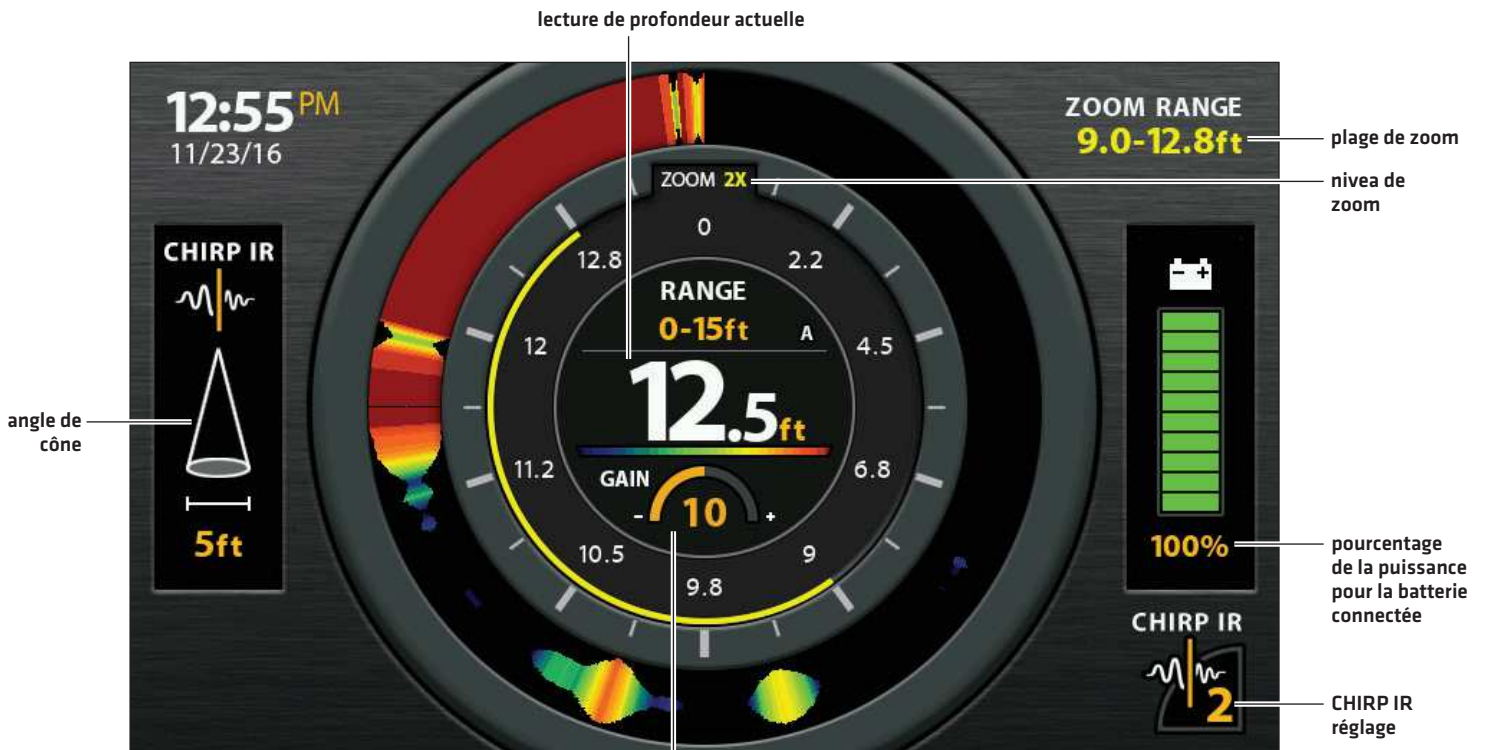 lecture de profondeur actuelle
12:55 PM
11/23/16
ZOOM RANGE
9.0-12.8ft
plage de zoom
nivea de
zoom
ZOOM 2X
0
2.2
4.5
6.8
9
9.8
10.5
11.2
12
12.8
RANGE
0-15ft
A
12.5ft
GAIN
- 10 +
CHIRP IR
5ft
angle de
cône
- +
100%
pourcentage
de la puissance
pour la batterie
connectée
CHIRP IR
2
CHIRP IR
réglage